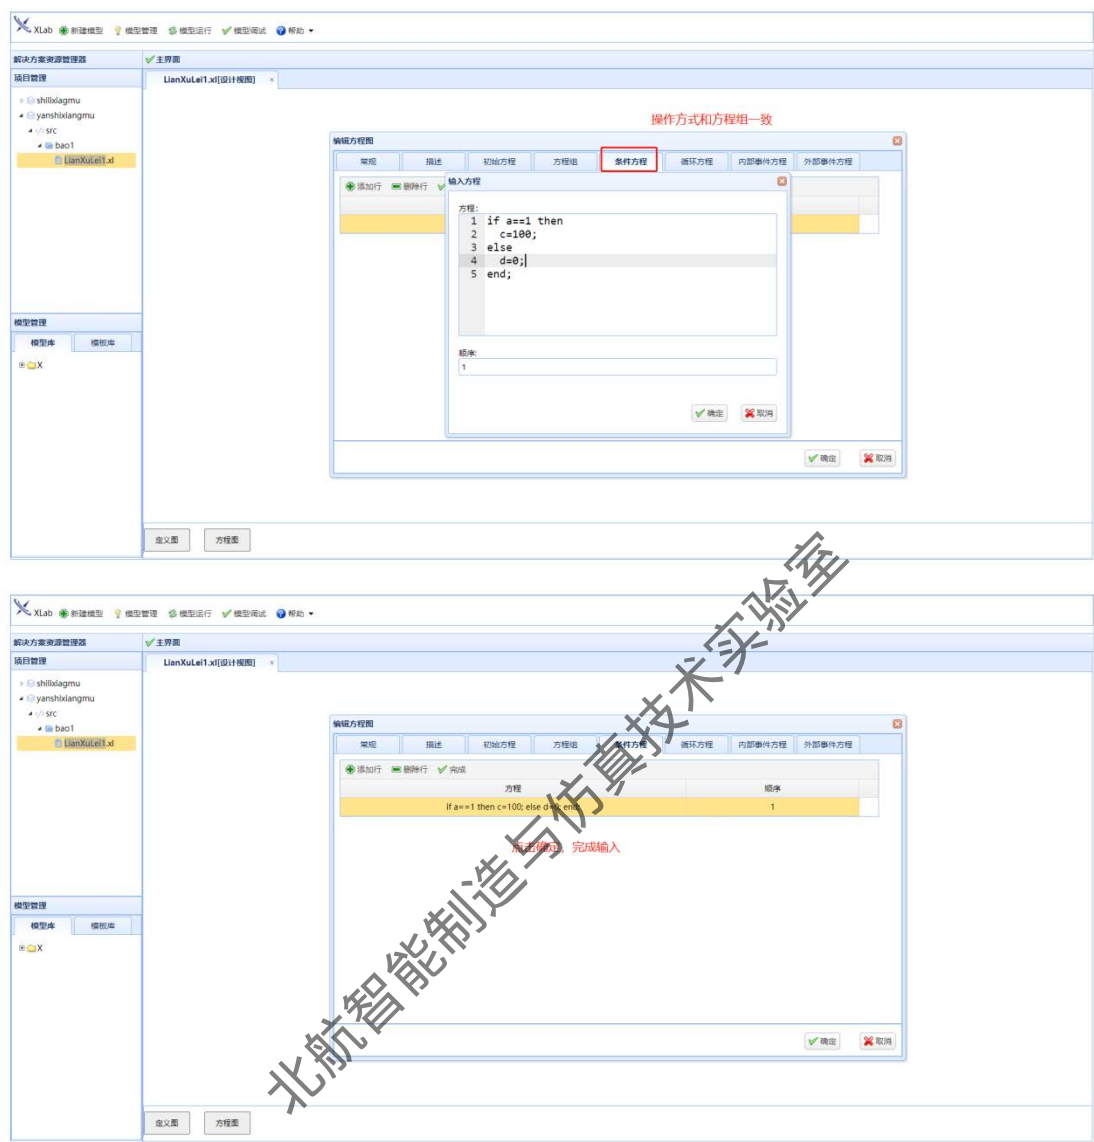 XLab 新建模型 模型管理 模型运行 模型调试 帮助
解决方案资源管理器 主界面
项目管理 LianXuLei1.xl[设计视图] ×
shilixiagmu
yanshixiangmu
src
bao1
LianXuLei1.xl
操作方式和方程组一致
编辑方程图
常规 描述 初始方程 方程组 条件方程 循环方程 内部事件方程 外部事件方程
添加行 删除行
输入方程
方程:
1 if a==1 then
2 c=100;
3 else
4 d=0;
5 end;
顺序:
1
确定 取消
确定 取消
模型管理
模型库 模板库
X
定义图 方程图
XLab 新建模型 模型管理 模型运行 模型调试 帮助
解决方案资源管理器 主界面
项目管理 LianXuLei1.xl[设计视图] ×
shilixiagmu
yanshixiangmu
src
bao1
LianXuLei1.xl
编辑方程图
常规 描述 初始方程 方程组 条件方程 循环方程 内部事件方程 外部事件方程
添加行 删除行 完成
方程 顺序
if a==1 then c=100; else d=0; end; 1
点击确定，完成输入
确定 取消
模型管理
模型库 模板库
X
定义图 方程图
北航智能制造与仿真技术实验室